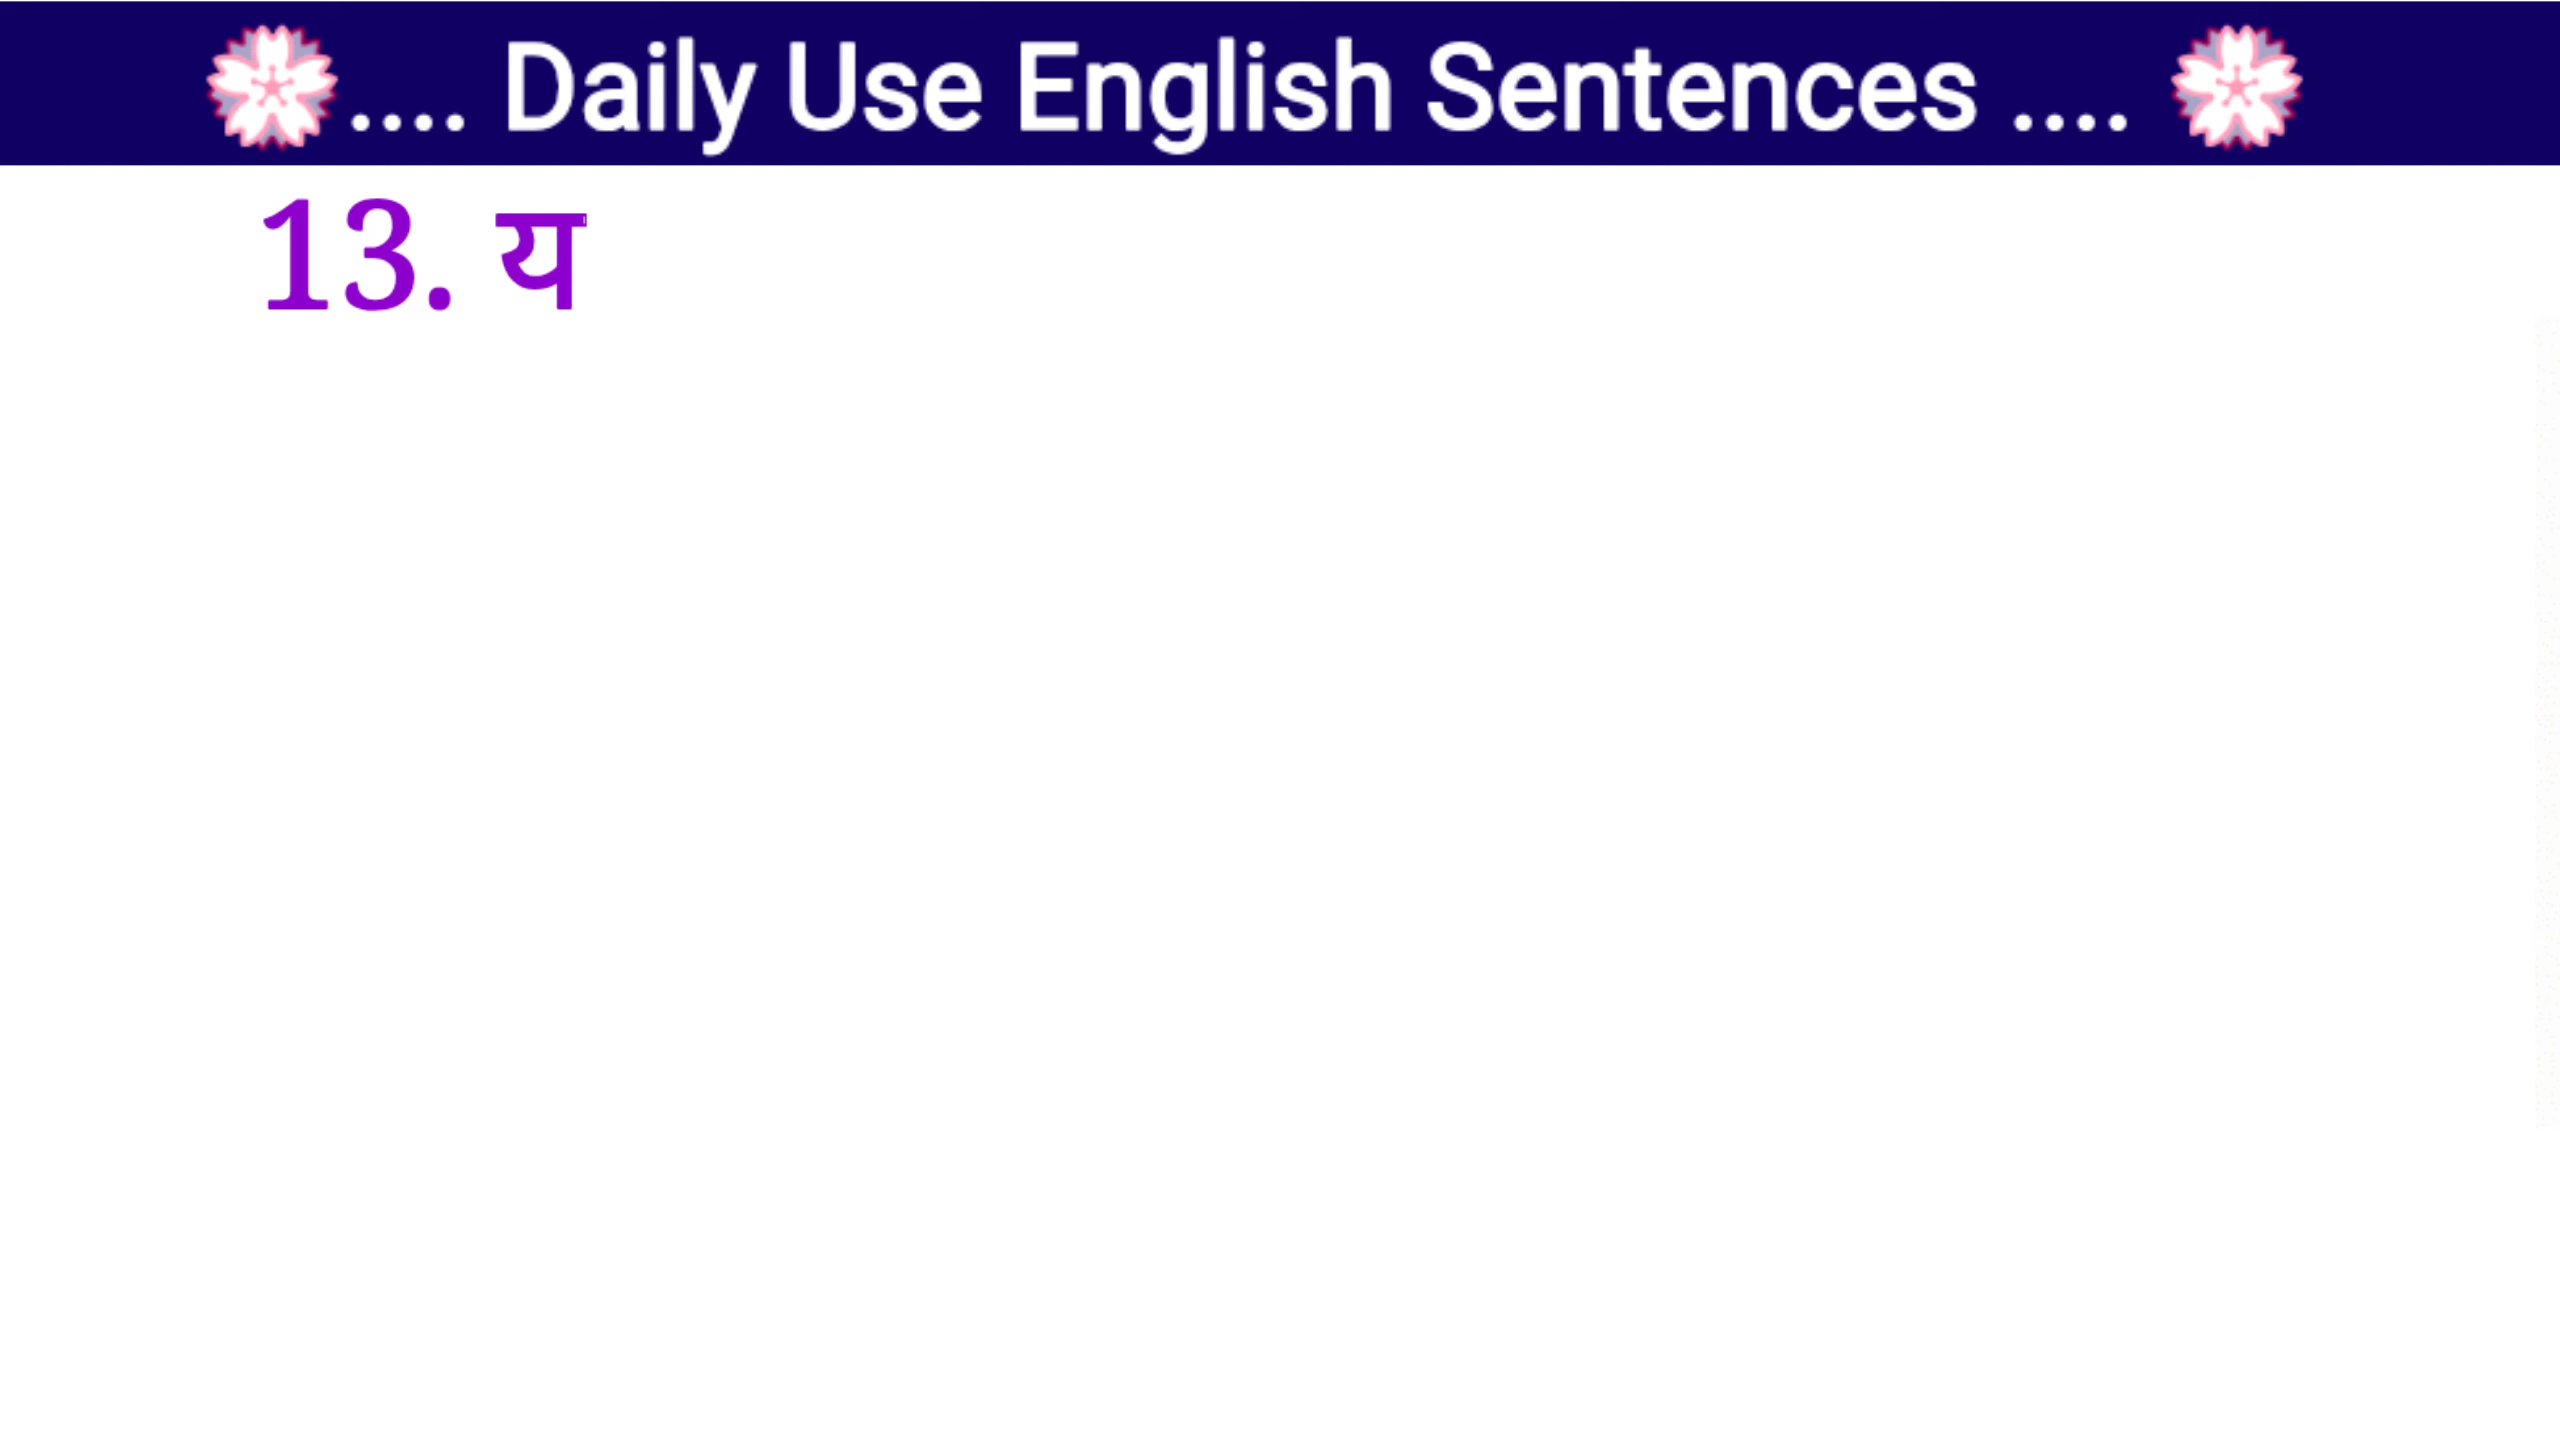 💮.... Daily Use English Sentences .... 💮
13. य